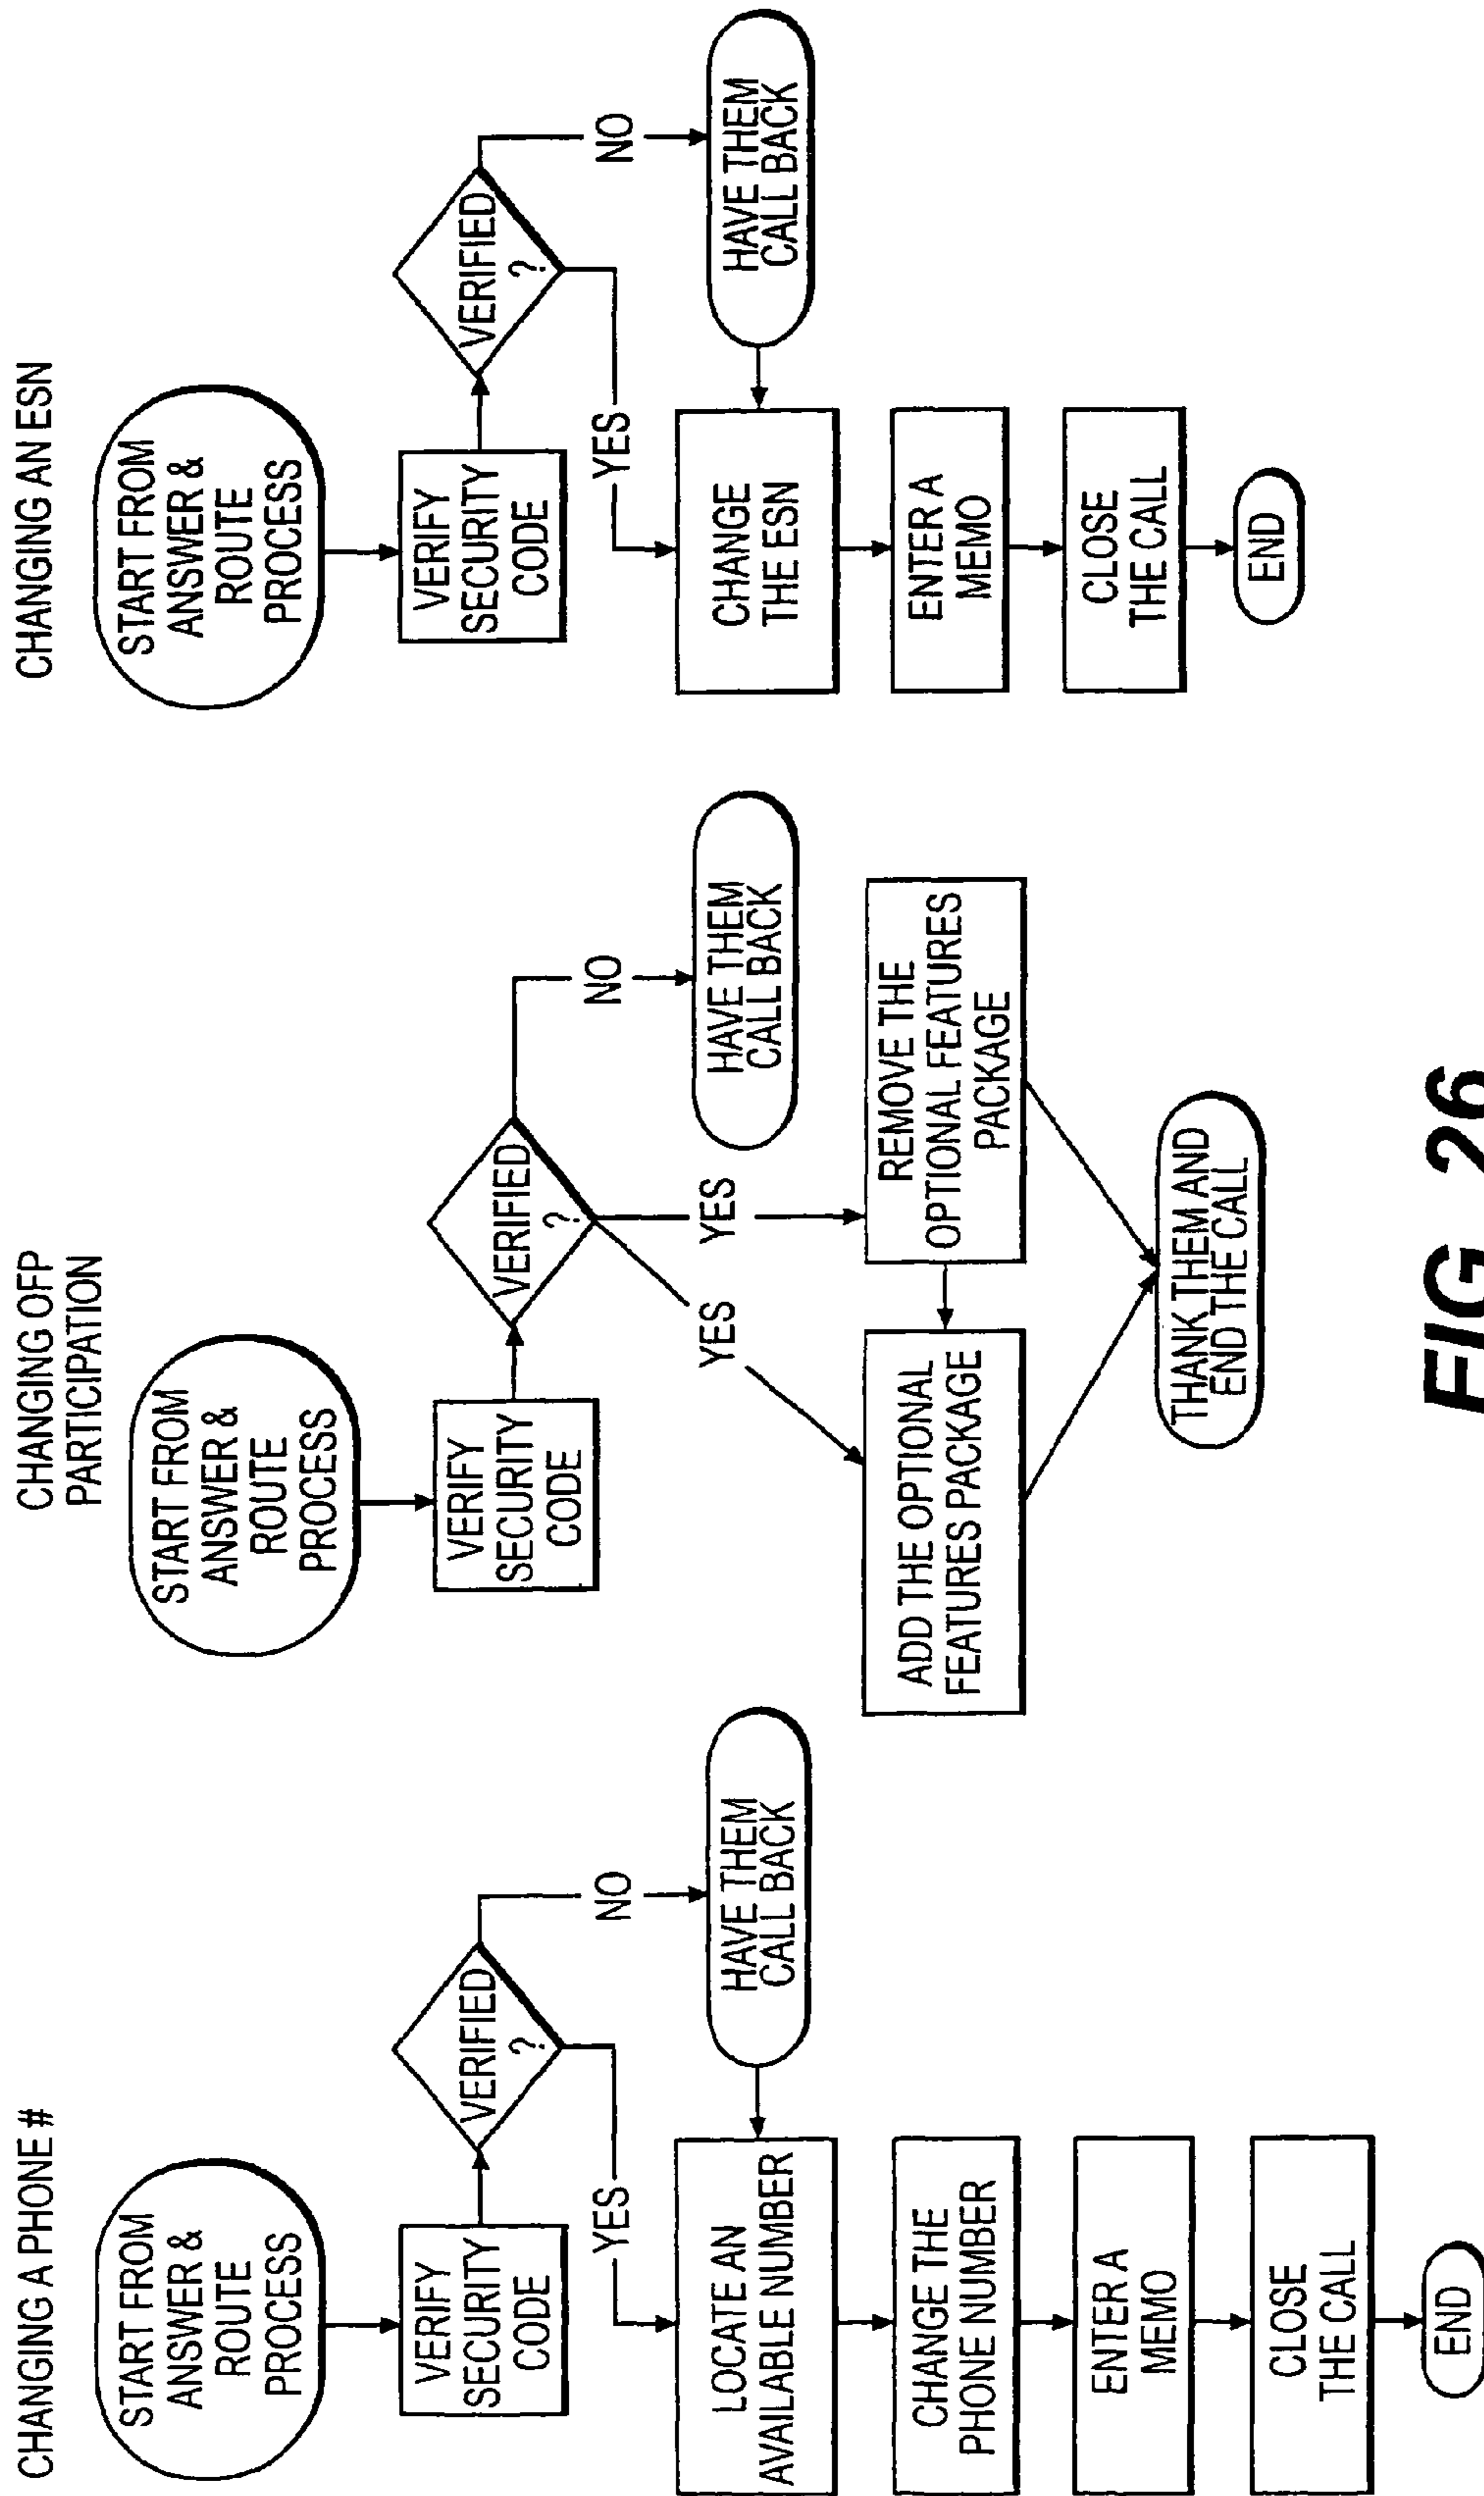 CHANGING A PHONE #
START FROM
ANSWER &
ROUTE
PROCESS
VERIFY
SECURITY
CODE
VERIFIED
?
NO
YES
HAVE THEM
CALL BACK
LOCATE AN
AVAILABLE NUMBER
CHANGE THE
PHONE NUMBER
ENTER A
MEMO
CLOSE
THE CALL
END
CHANGING OFP
PARTICIPATION
START FROM
ANSWER &
ROUTE
PROCESS
VERIFY
SECURITY
CODE
VERIFIED
?
NO
YES
YES
HAVE THEM
CALL BACK
ADD THE OPTIONAL
FEATURES PACKAGE
REMOVE THE
OPTIONAL FEATURES
PACKAGE
THANK THEM AND
END THE CALL
CHANGING AN ESN
START FROM
ANSWER &
ROUTE
PROCESS
VERIFY
SECURITY
CODE
VERIFIED
?
NO
YES
HAVE THEM
CALL BACK
CHANGE
THE ESN
ENTER A
MEMO
CLOSE
THE CALL
END
FIG. 26